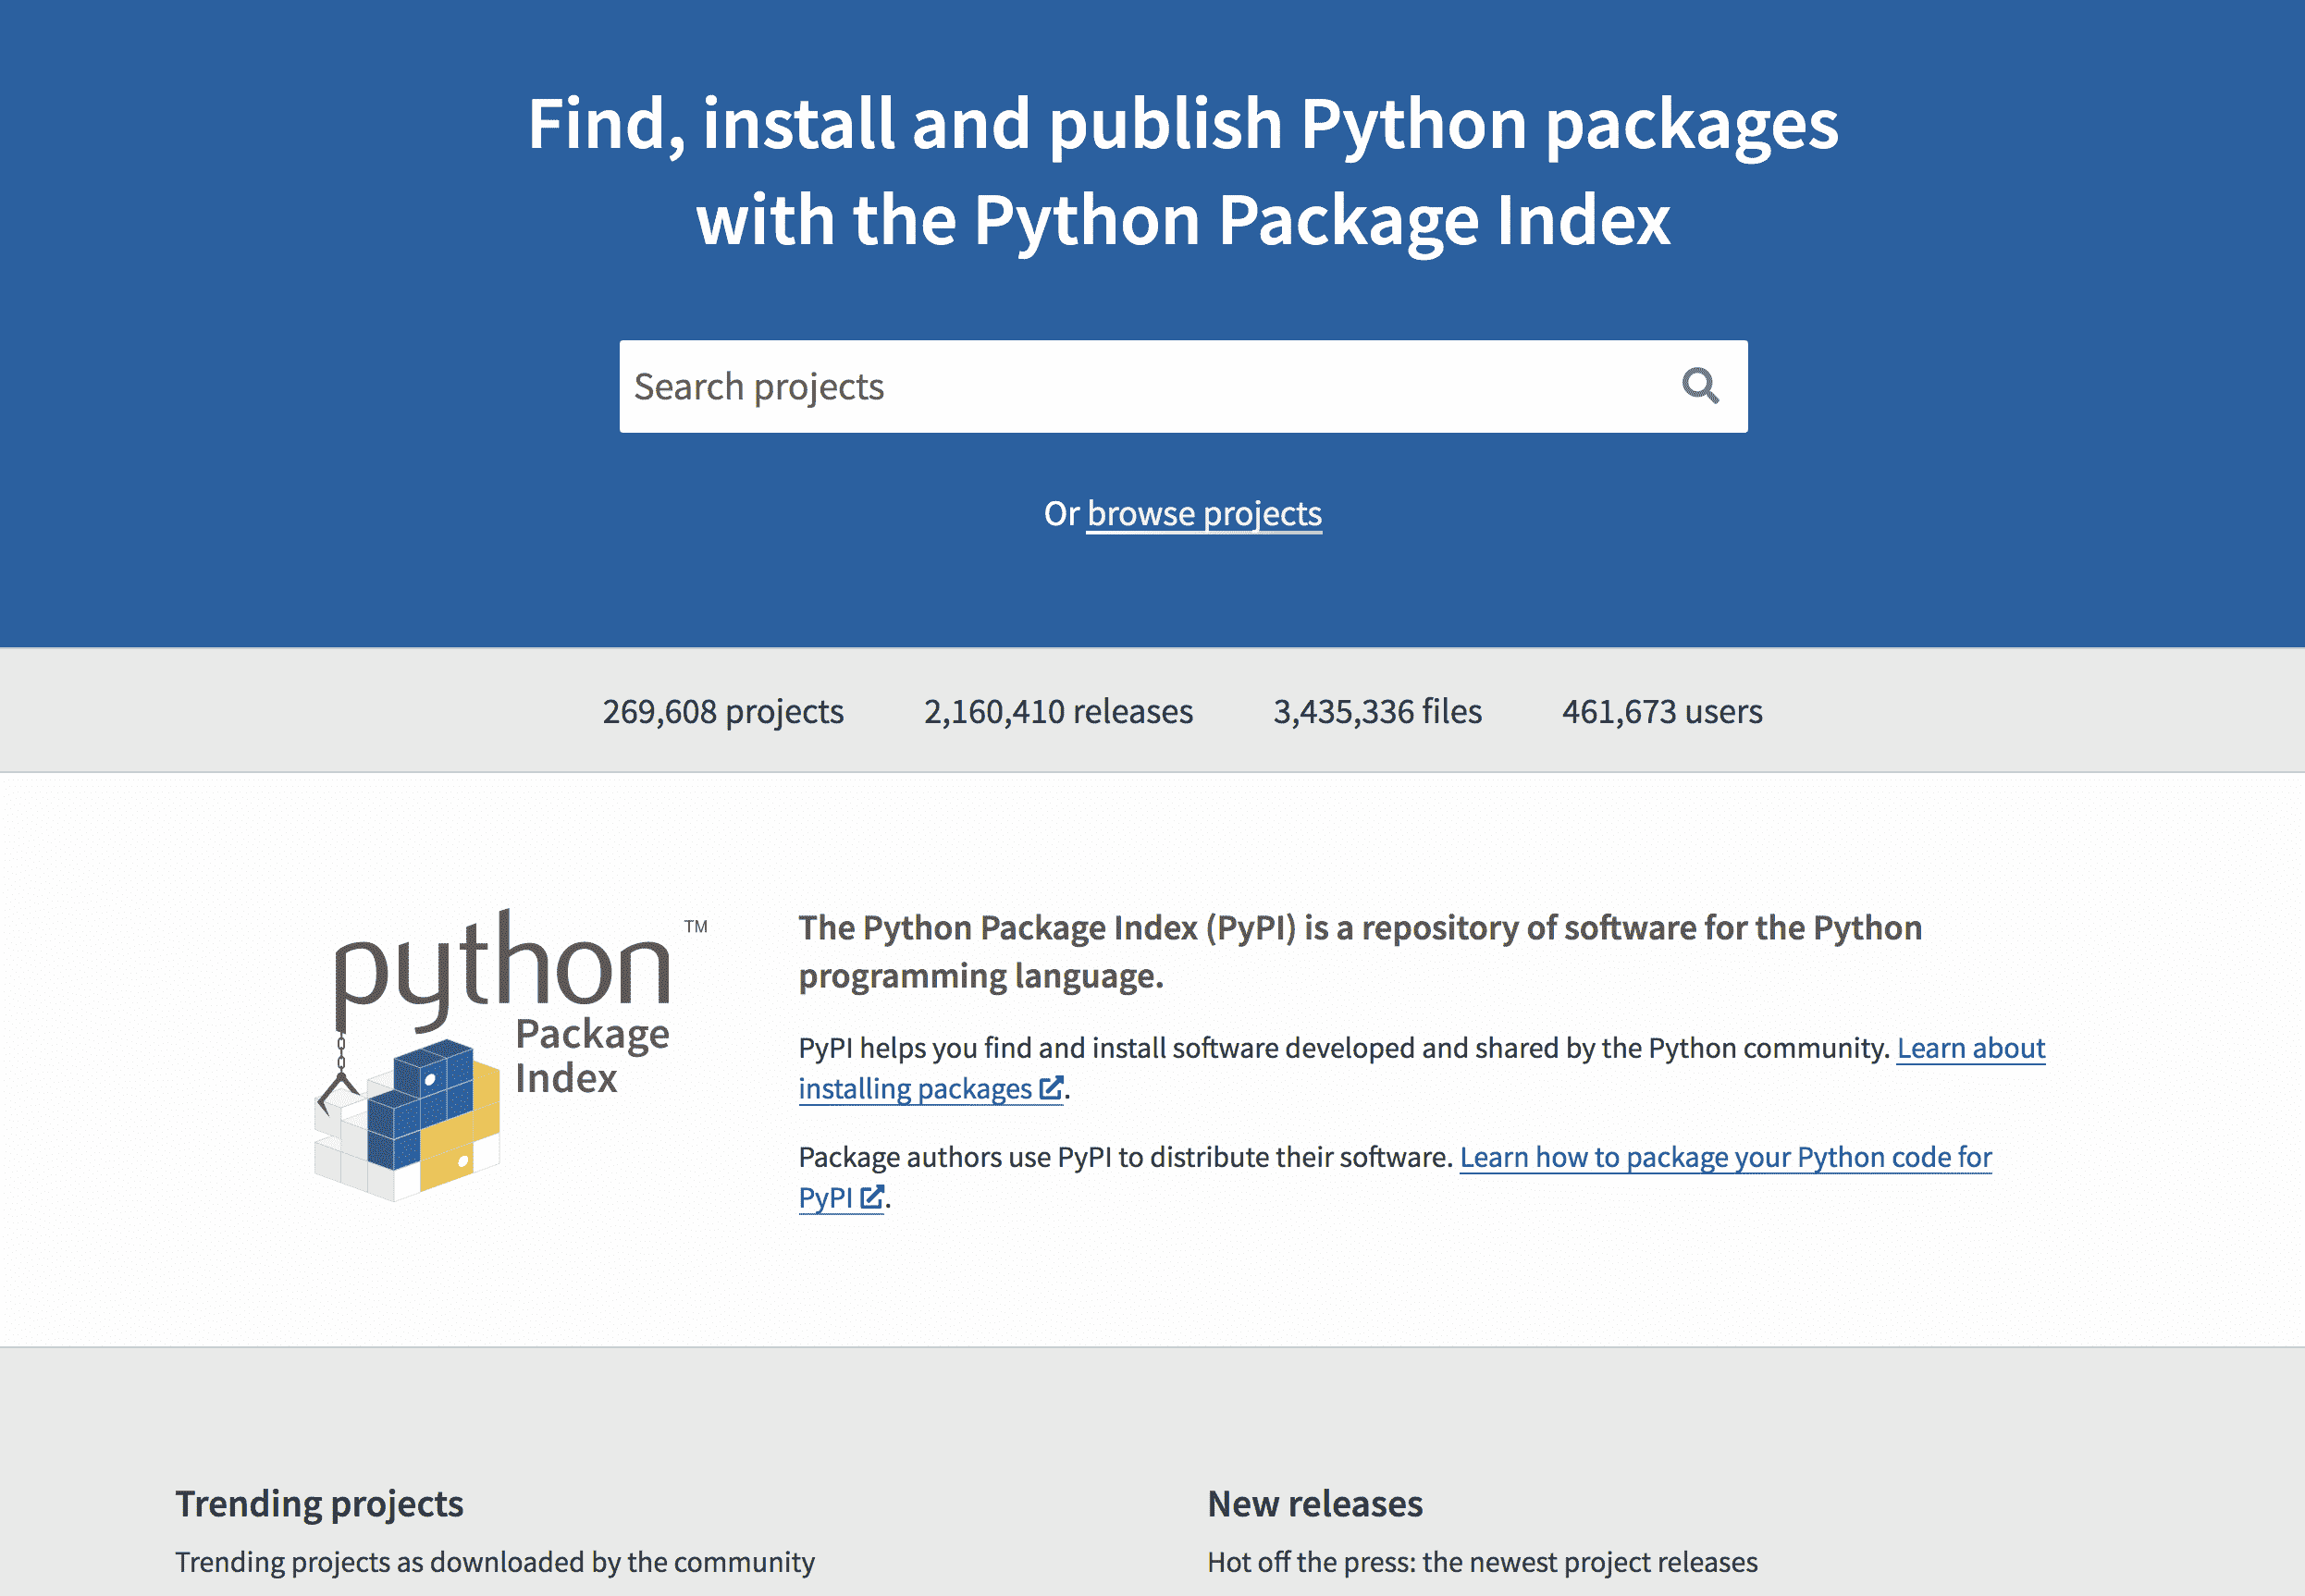 Find, install and publish Python packages
with the Python Package Index
Search projects
Or browse projects
269,608 projects 2,160,410 releases 3,435,336 files 461,673 users
python TM
Package
Index
The Python Package Index (PyPI) is a repository of software for the Python
programming language.
PyPI helps you find and install software developed and shared by the Python community. Learn about
installing packages.
Package authors use PyPI to distribute their software. Learn how to package your Python code for
PyPI.
Trending projects
Trending projects as downloaded by the community
New releases
Hot off the press: the newest project releases